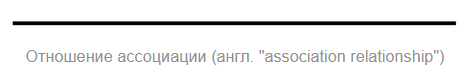 Отношение ассоциации (англ. "association relationship")